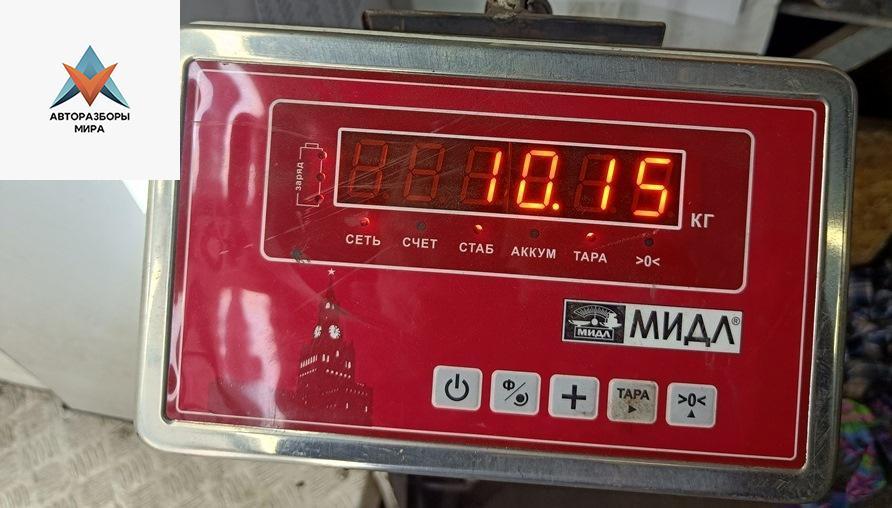 АВТОРАЗБОРЫ
МИРА
заряд
10.15
КГ
СЕТЬ СЧЕТ СТАБ АККУМ ТАРА >0<
МИДЛ МИДЛ®
Ф + ТАРА >0<